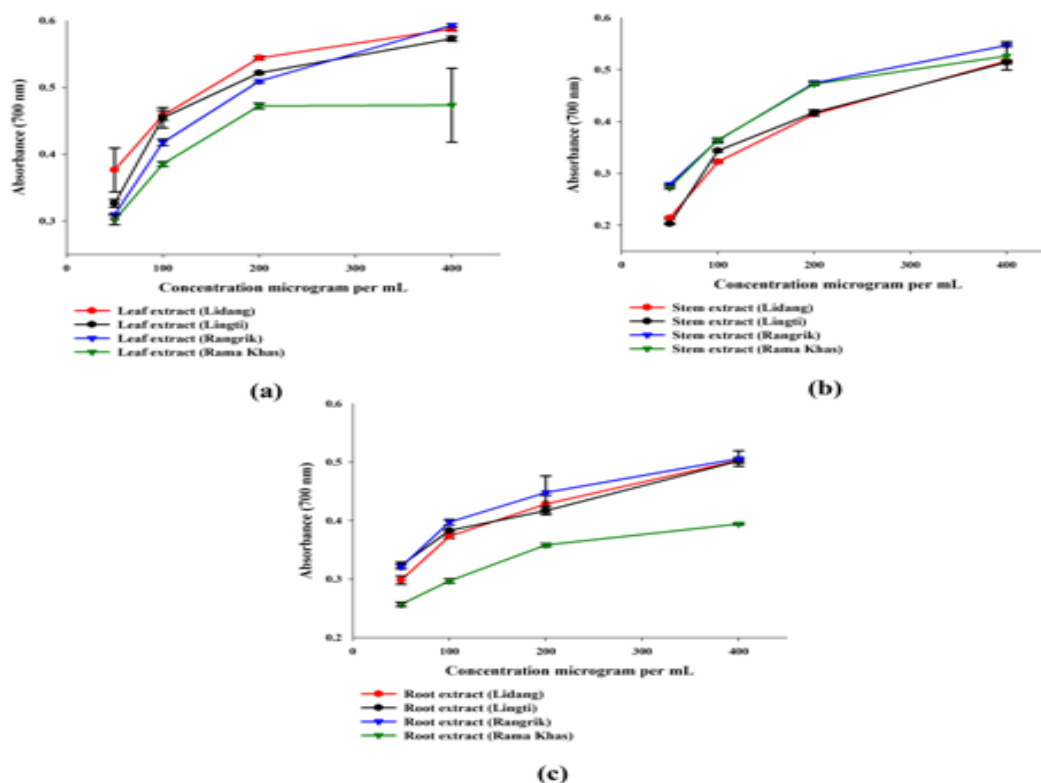 0.6
0.5
0.4
0.3
Absorbance (700 nm)
0
100
200
300
400
Concentration microgram per mL
Leaf extract (Lidang)
Leaf extract (Lingti)
Leaf extract (Rangrik)
Leaf extract (Rama Khas)
(a)
0.6
0.5
0.4
0.3
0.2
Absorbance (700 nm)
0
100
200
300
400
Concentration microgram per mL
Stem extract (Lidang)
Stem extract (Lingti)
Stem extract (Rangrik)
Stem extract (Rama Khas)
(b)
0.6
0.5
0.4
0.3
0.2
Absorbance (700 nm)
0
100
200
300
400
Concentration microgram per mL
Root extract (Lidang)
Root extract (Lingti)
Root extract (Rangrik)
Root extract (Rama Khas)
(c)